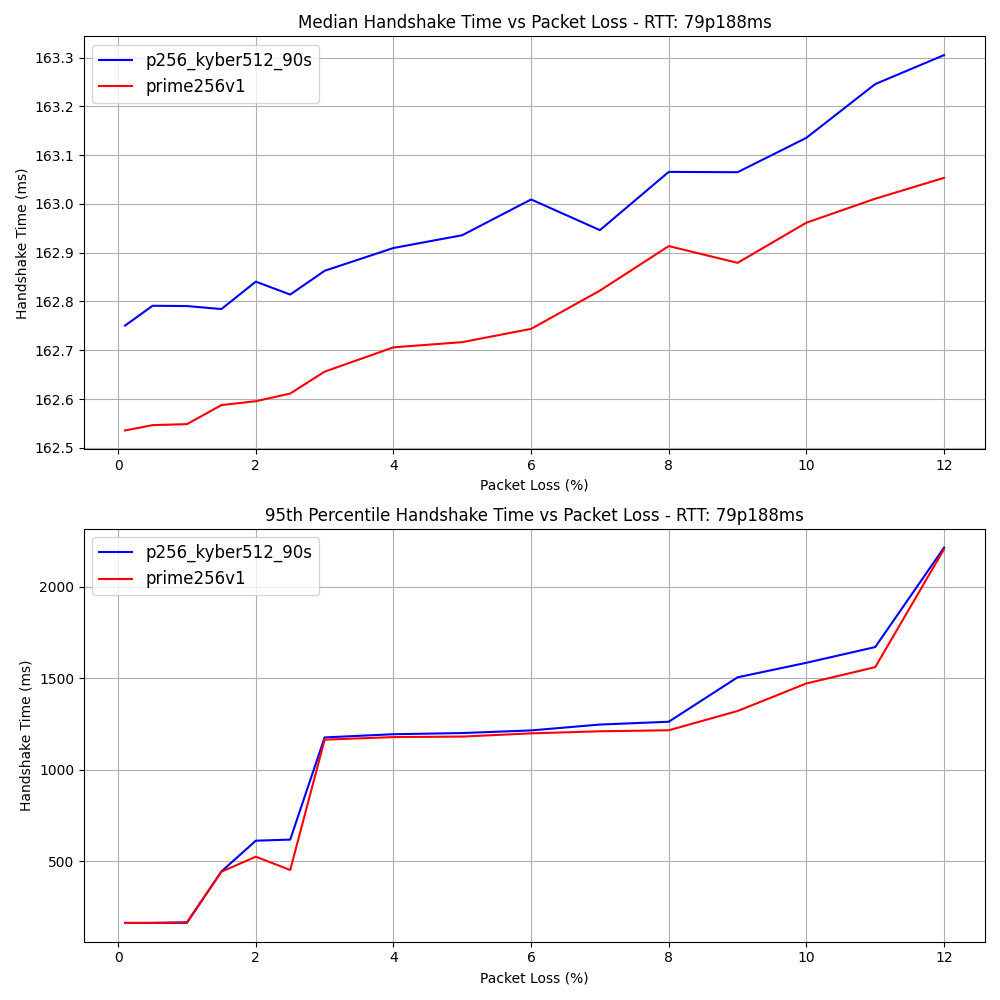 Median Handshake Time vs Packet Loss - RTT: 79p188ms
p256_kyber512_90s
prime256v1
Handshake Time (ms)
163.3
163.2
163.1
163.0
162.9
162.8
162.7
162.6
162.5
0 2 4 6 8 10 12
Packet Loss (%)
95th Percentile Handshake Time vs Packet Loss - RTT: 79p188ms
p256_kyber512_90s
prime256v1
Handshake Time (ms)
2000
1500
1000
500
0 2 4 6 8 10 12
Packet Loss (%)